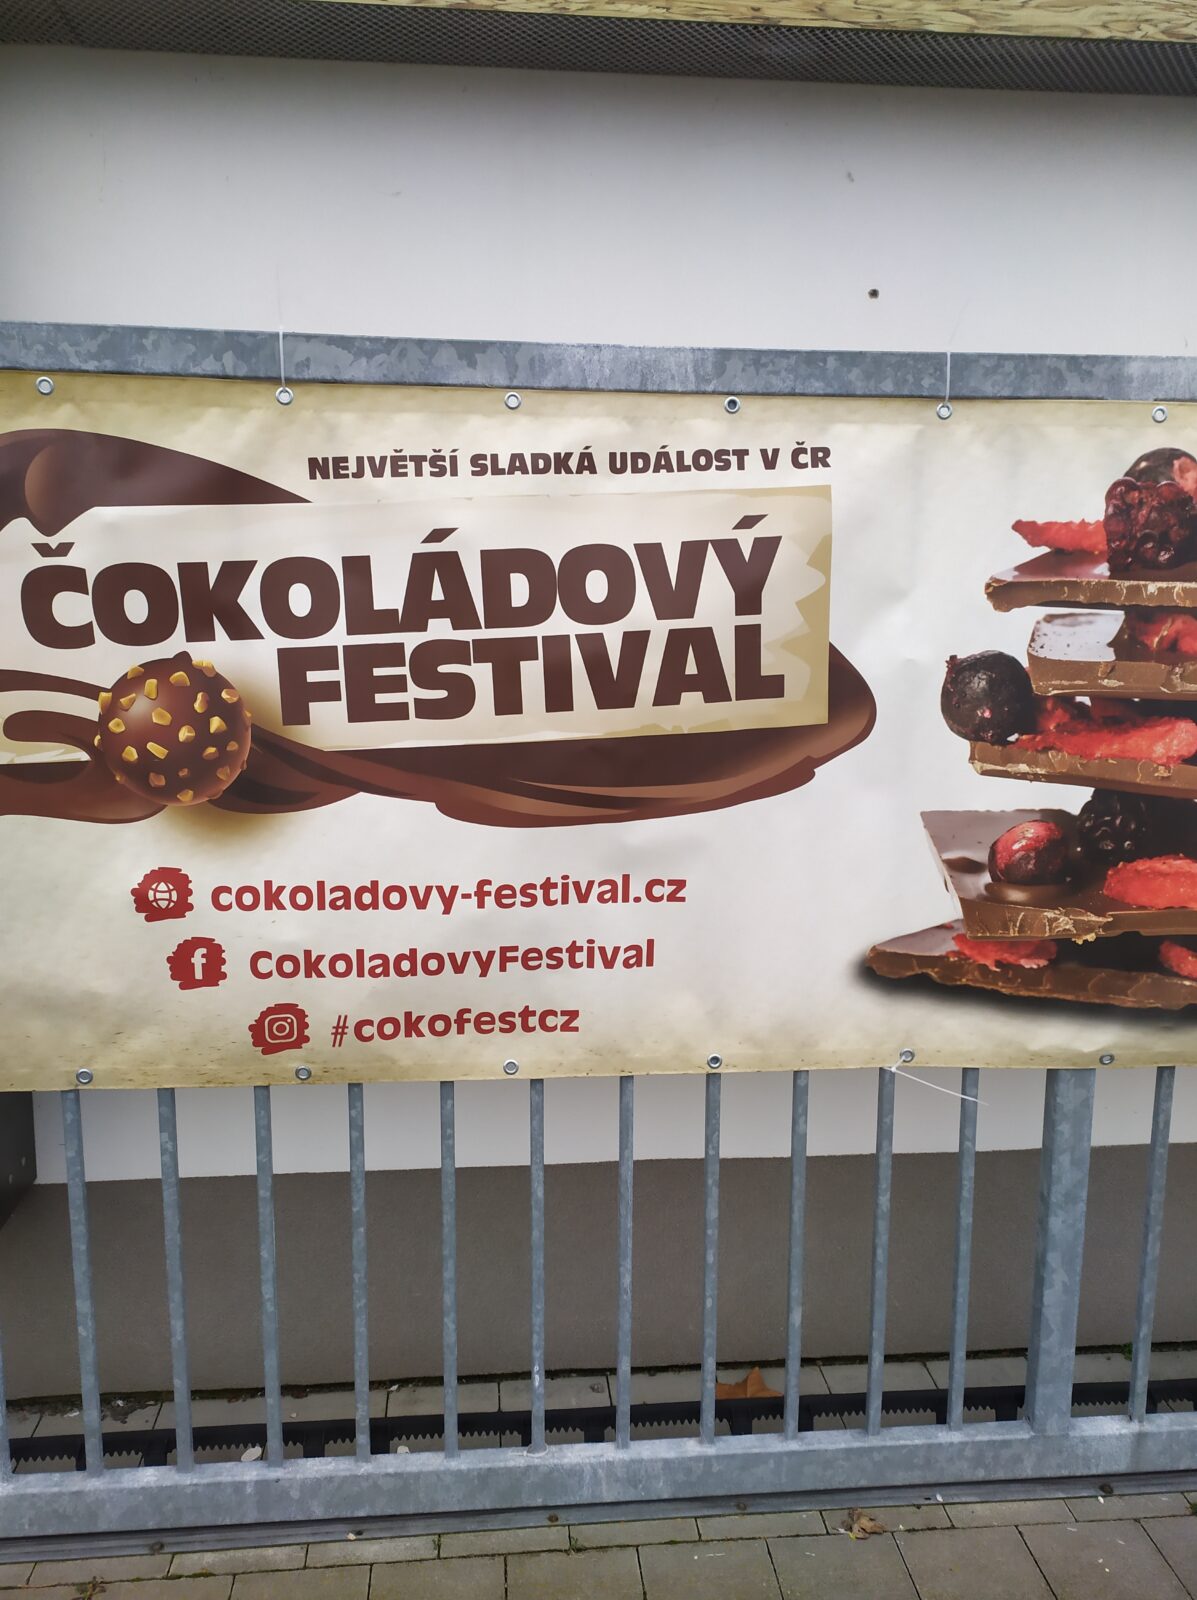 NEJVĚTŠÍ SLADKÁ UDÁLOST V ČR
ČOKOLÁDOVÝ
FESTIVAL
cokoladovy-festival.cz
f CokoladovyFestival
#cokofestcz